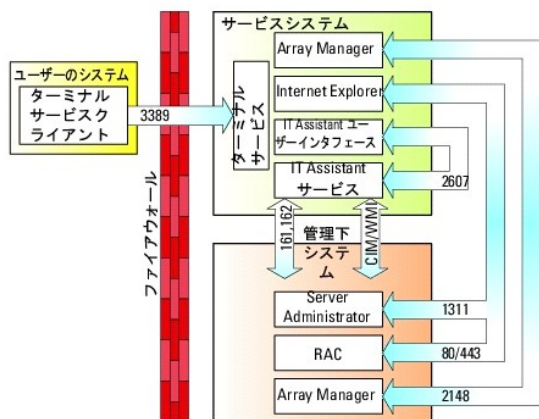 サービスシステム
Array Manager
Internet Explorer
IT Assistant ユー
ザーインタフェース
IT Assistant
サービス
ターミナル
サービス
ユーザーのシステム
ターミナル
サービスク
ライアント
3389
ファイアウォール
2607
161,162
CIM/WMI
管理下
システ
ム
Server
Administrator
1311
RAC
80/443
Array Manager
2148